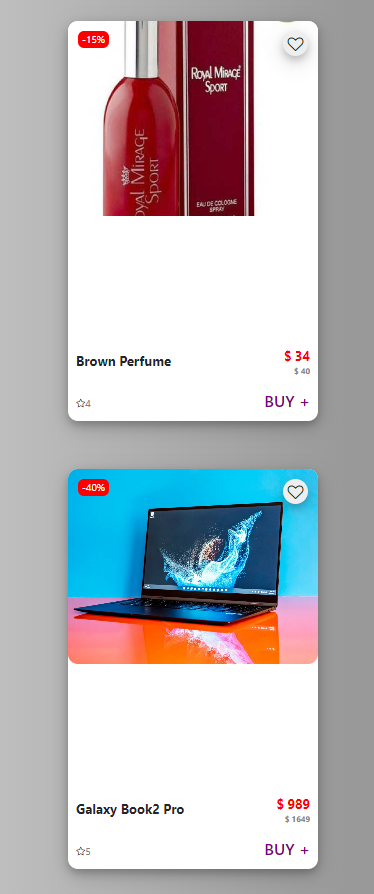 -15%
ROYAL MIRAGE
SPORT
ROYAL MIRAGE
SPORT
EAU DE COLOGNE
SPRAY
Brown Perfume
$ 34
$ 40
4
BUY +
-40%
Galaxy Book2 Pro
$ 989
$ 1649
5
BUY +